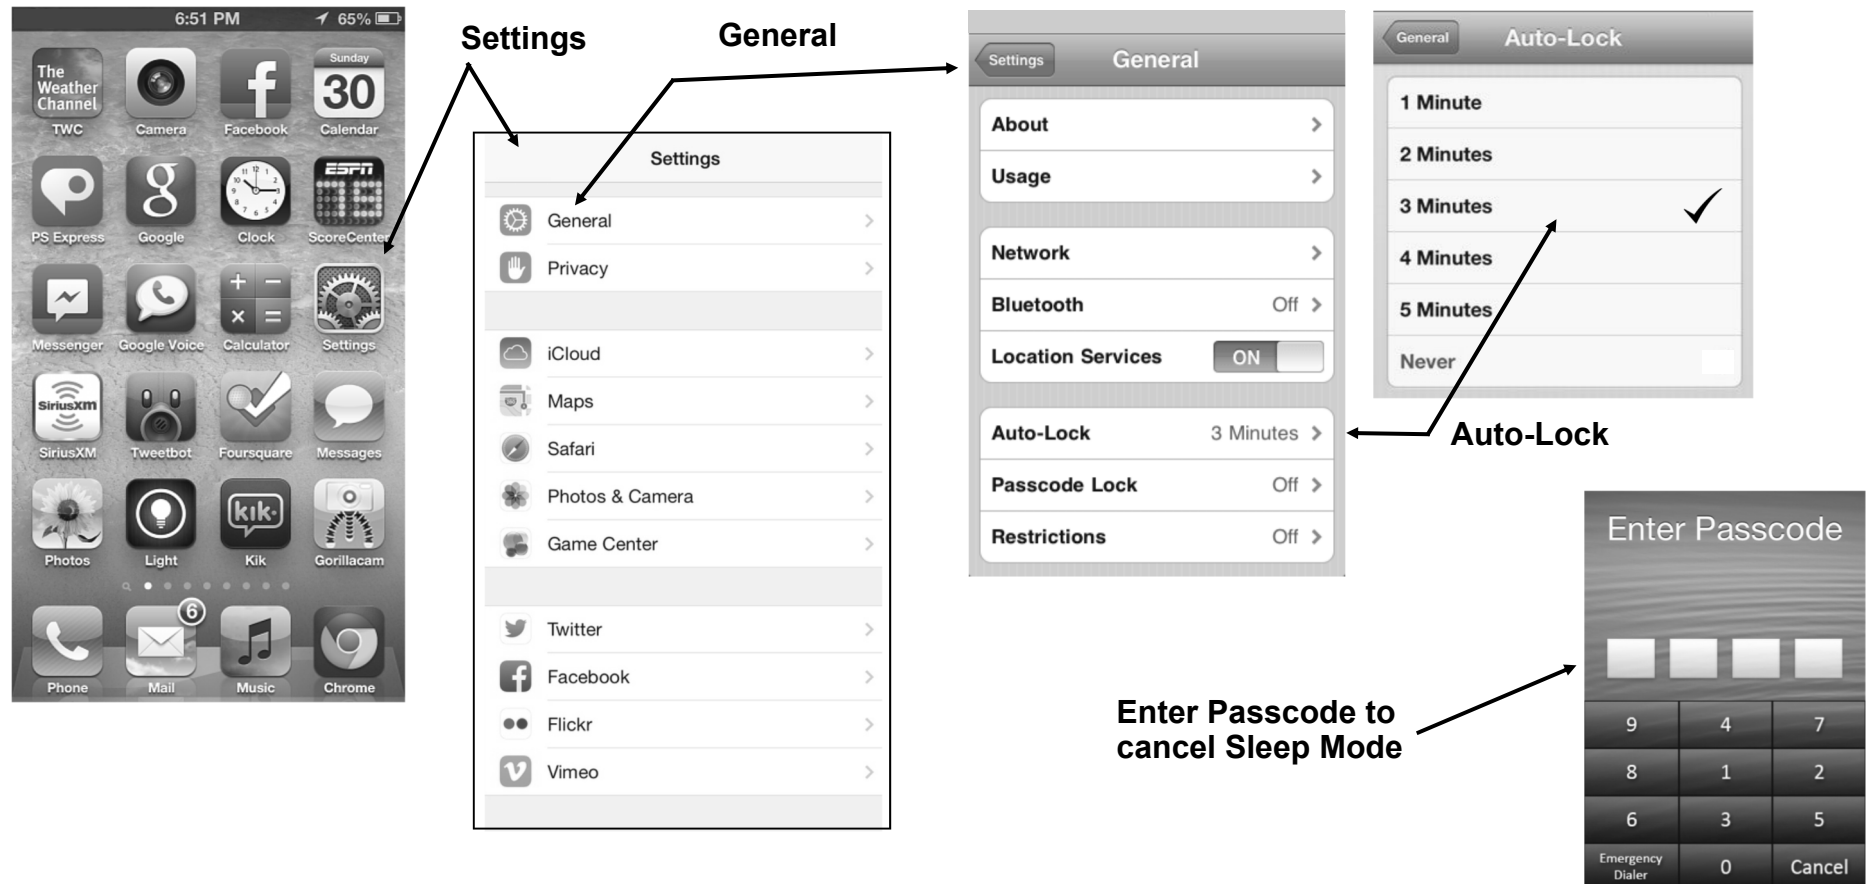 6:51 PM
65%
The
Weather
Channel
Sunday
30
TWC
Camera
Facebook
Calendar
ESPN
PS Express
Google
Clock
ScoreCenter
Messenger
Google Voice
Calculator
Settings
SiriusXM
SiriusXM
Tweetbot
Foursquare
Messages
kik
Photos
Light
Kik
Gorillacam
6
Phone
Mail
Music
Chrome
Settings
General
Settings
General
Privacy
iCloud
Maps
Safari
Photos & Camera
Game Center
Twitter
Facebook
Flickr
Vimeo
Settings
General
About
Usage
Network
Bluetooth Off
Location Services ON
Auto-Lock 3 Minutes
Passcode Lock Off
Restrictions Off
General
Auto-Lock
1 Minute
2 Minutes
3 Minutes
4 Minutes
5 Minutes
Never
Auto-Lock
Enter Passcode to
cancel Sleep Mode
Enter Passcode
9 4 7
8 1 2
6 3 5
Emergency
Dialer
0 Cancel